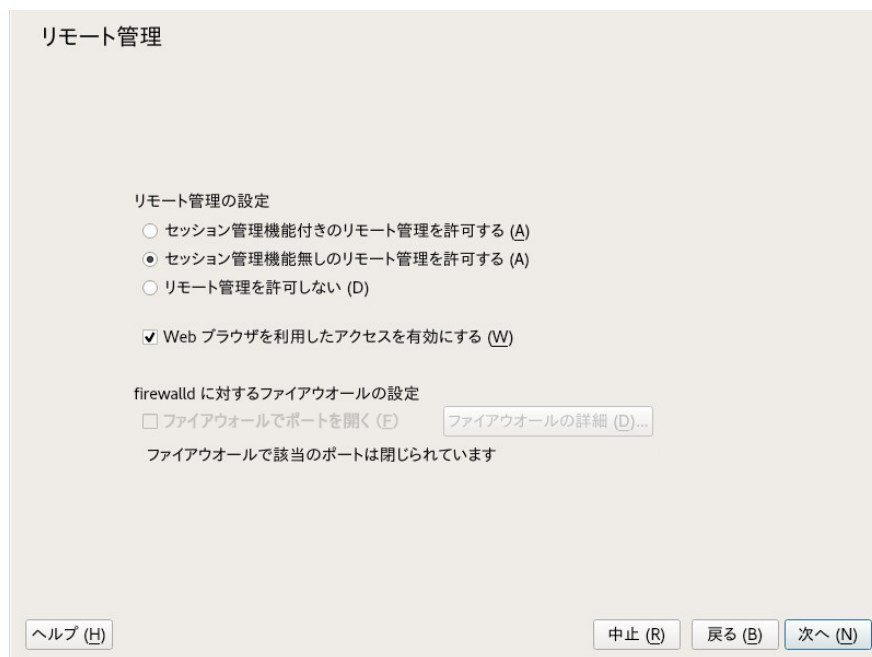 リモート管理
リモート管理の設定
セッション管理機能付きのリモート管理を許可する (A)
セッション管理機能無しのリモート管理を許可する (A)
リモート管理を許可しない (D)
Web ブラウザを利用したアクセスを有効にする (W)
firewalld に対するファイアウオールの設定
ファイアウォールでポートを開く (F) ファイアウオールの詳細 (D)...
ファイアウオールで該当のポートは閉じられています
ヘルプ (H) 中止 (R) 戻る (B) 次へ (N)